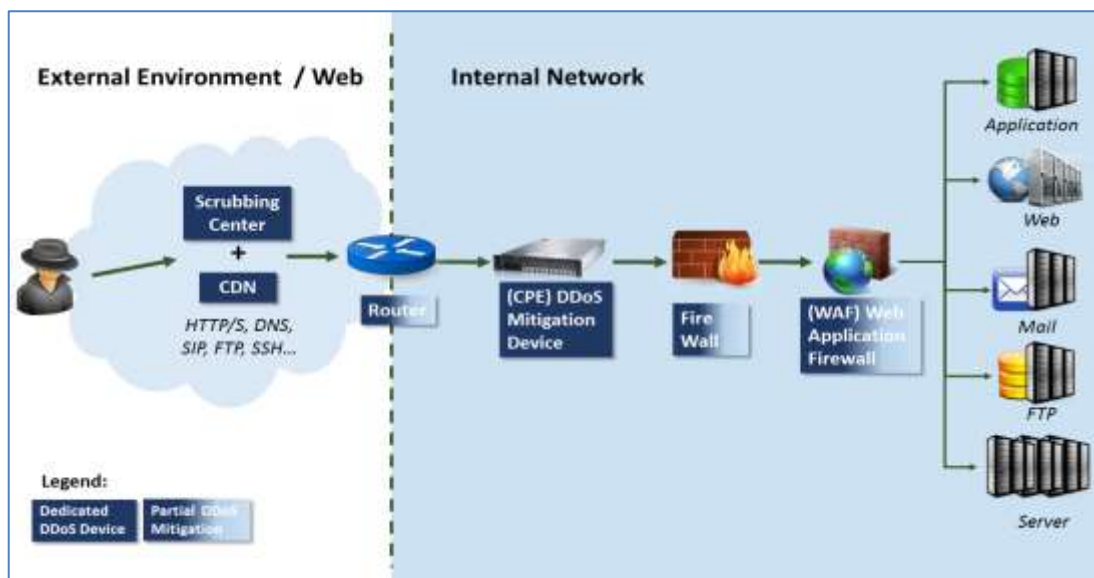 External Environment / Web
Internal Network
Scrubbing
Center
+
CDN
HTTP/S, DNS,
SIP, FTP, SSH...
Router
(CPE) DDoS
Mitigation
Device
Fire
Wall
(WAF) Web
Application
Firewall
Application
Web
Mail
FTP
Server
Legend:
Dedicated
DDoS Device
Partial DDoS
Mitigation